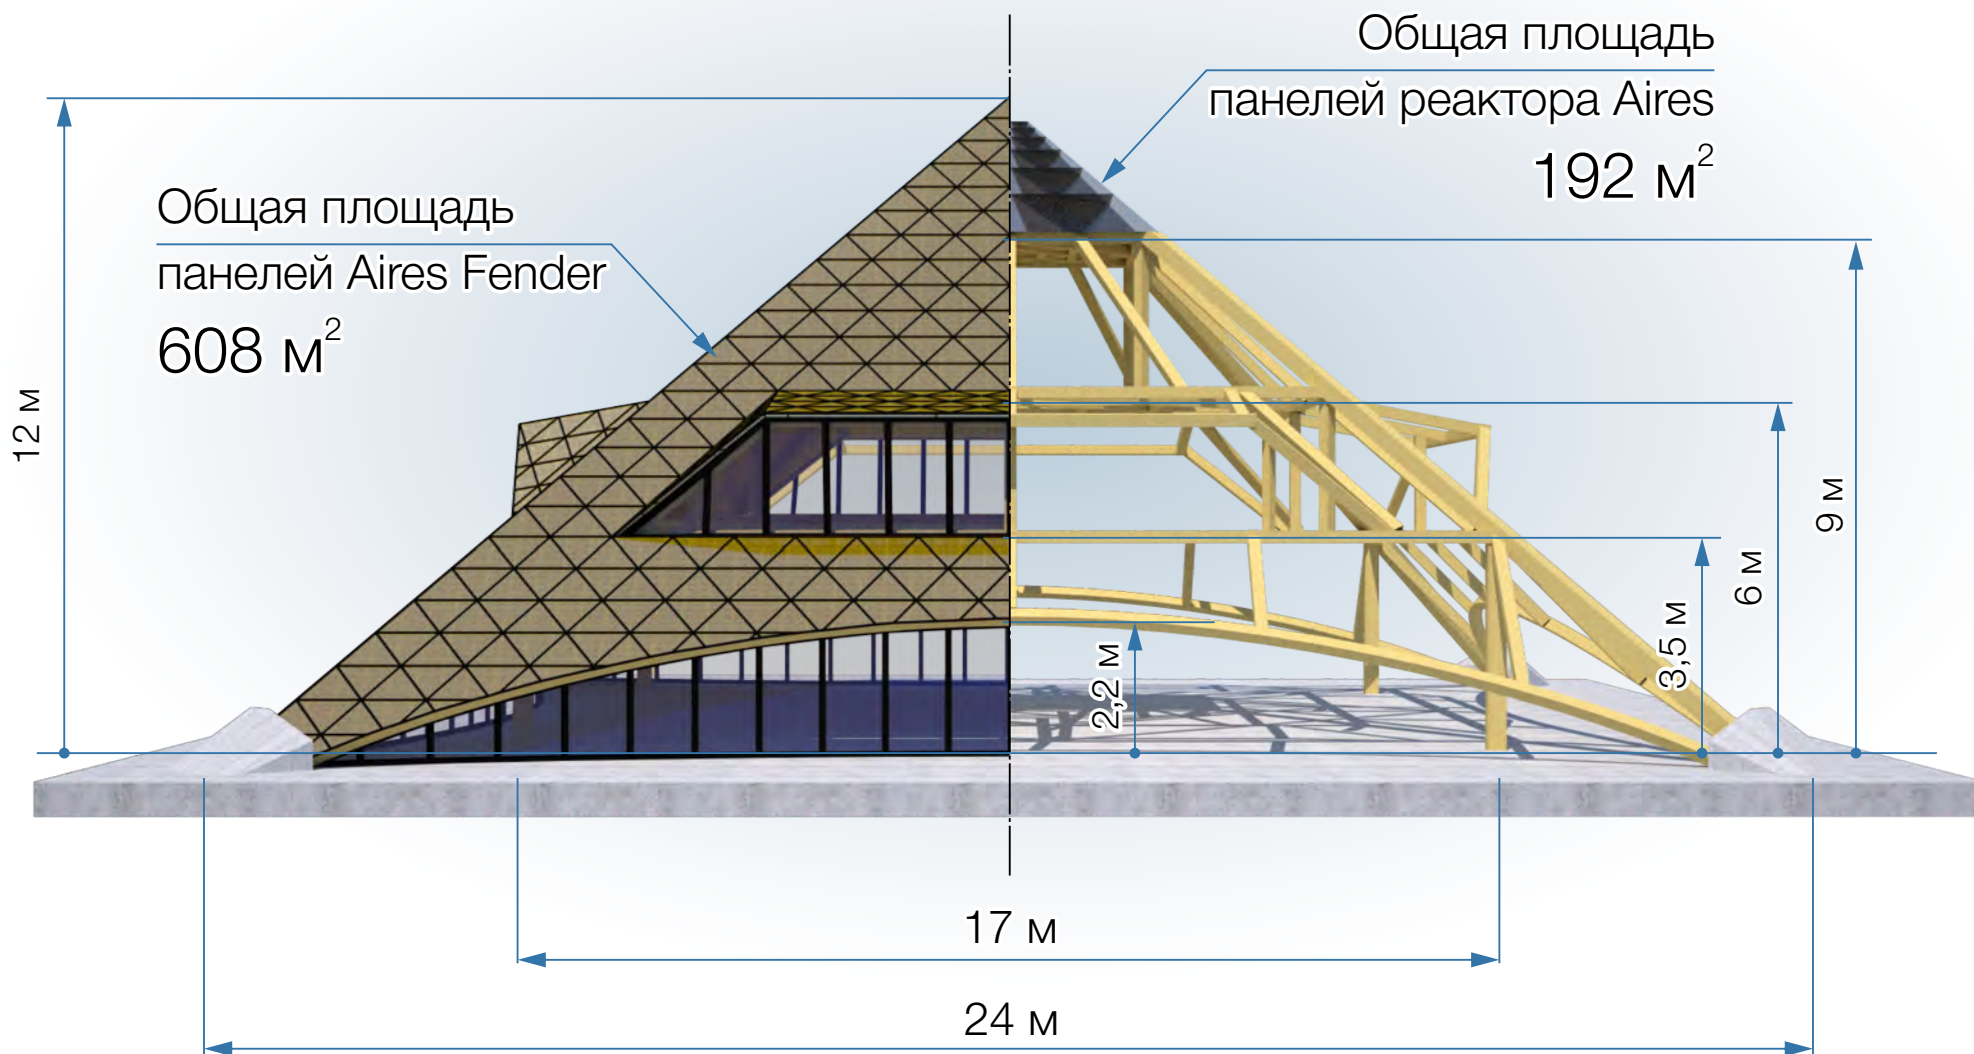 Общая площадь
панелей реактора Aires
192 м²
Общая площадь
панелей Aires Fender
608 м²
12 м
9 м
6 м
3,5 м
2,2 м
17 м
24 м